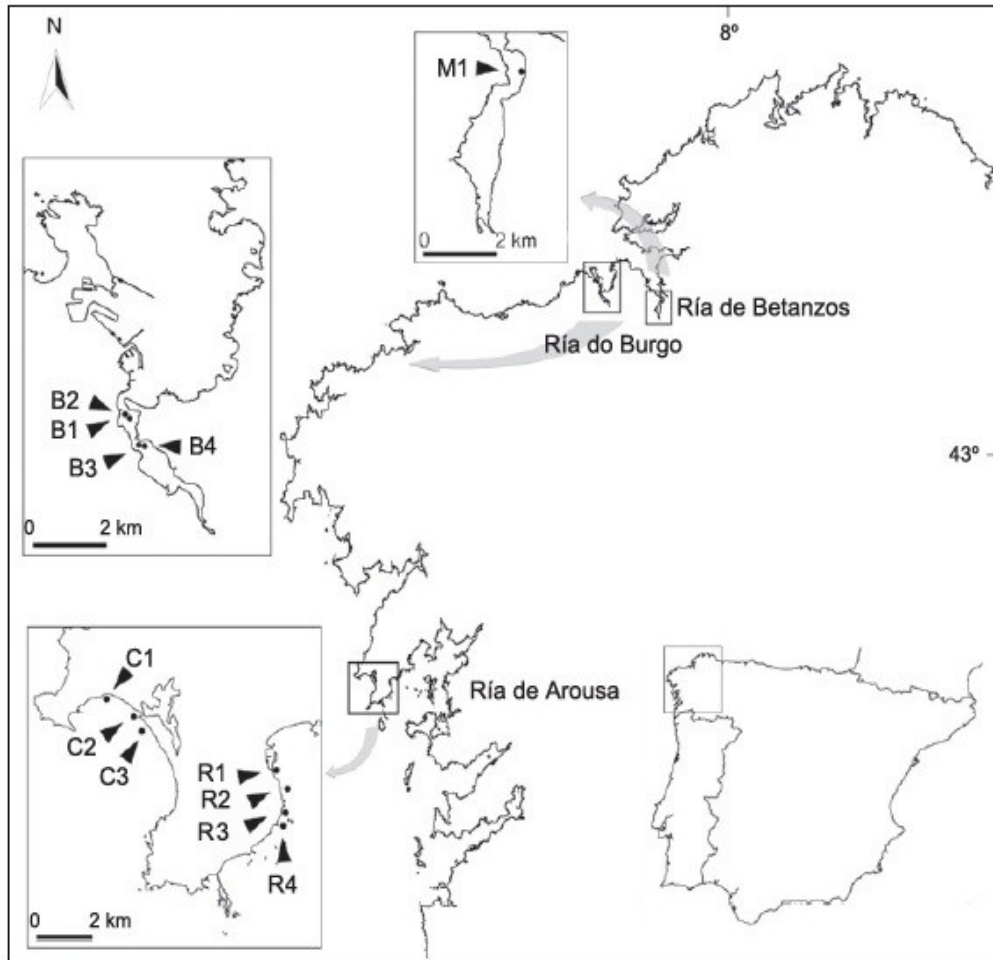 N
8º
M1
0 2 km
Ría de Betanzos
Ría do Burgo
B2
B1
B4
B3
0 2 km
43º
C1
C2
C3
R1
R2
R3
R4
0 2 km
Ría de Arousa